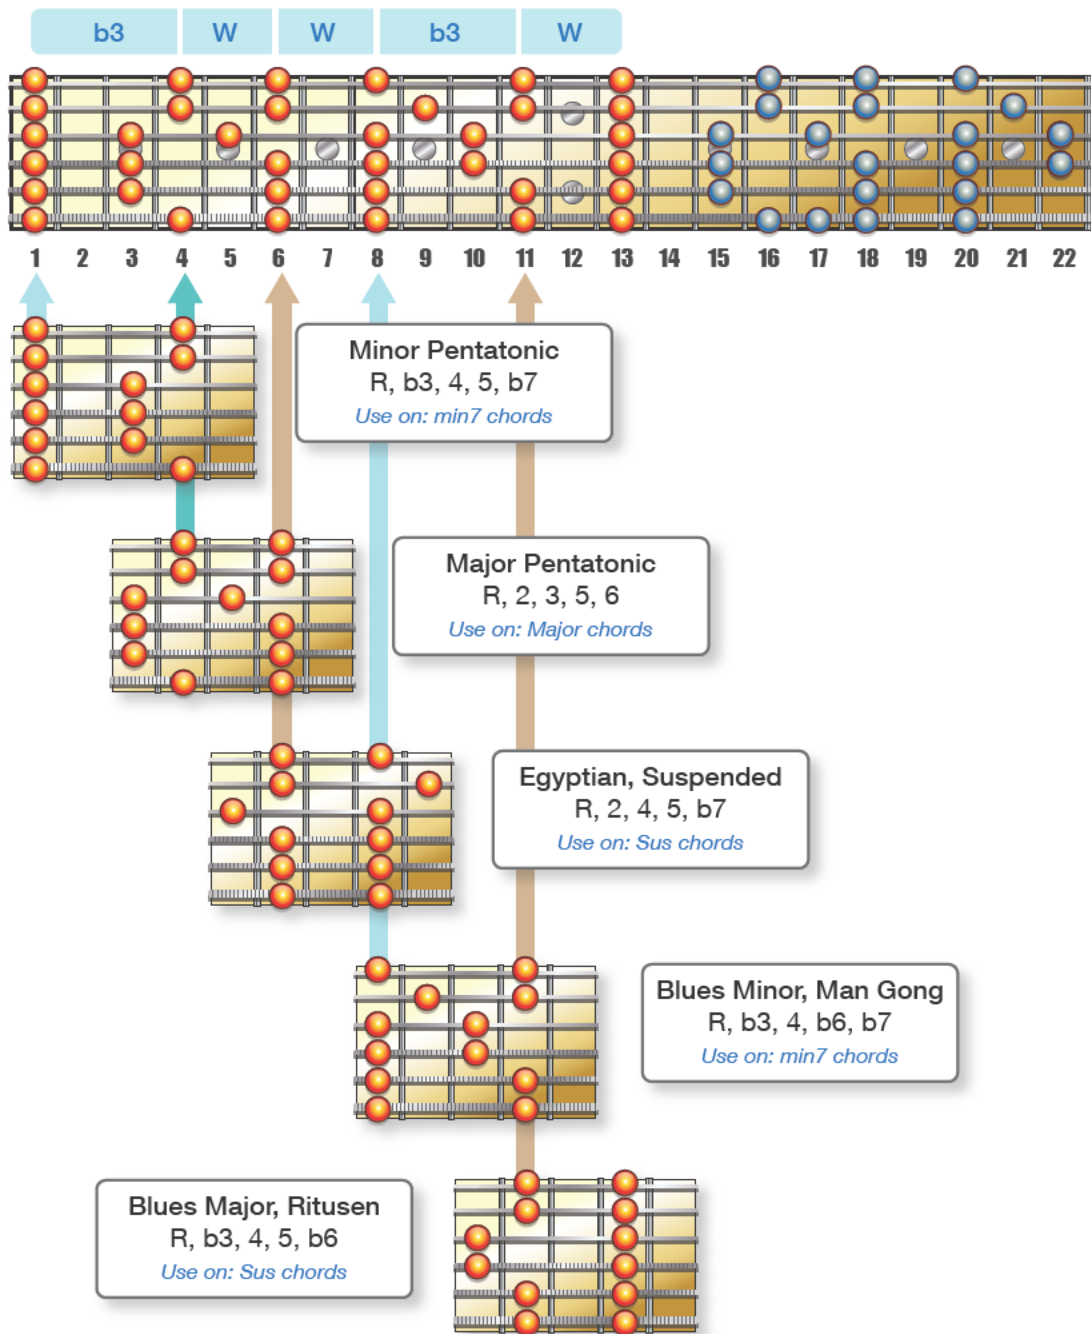 b3 W W b3 W
1 2 3 4 5 6 7 8 9 10 11 12 13 14 15 16 17 18 19 20 21 22
Minor Pentatonic
R, b3, 4, 5, b7
Use on: min7 chords
Major Pentatonic
R, 2, 3, 5, 6
Use on: Major chords
Egyptian, Suspended
R, 2, 4, 5, b7
Use on: Sus chords
Blues Minor, Man Gong
R, b3, 4, b6, b7
Use on: min7 chords
Blues Major, Ritusen
R, b3, 4, 5, b6
Use on: Sus chords